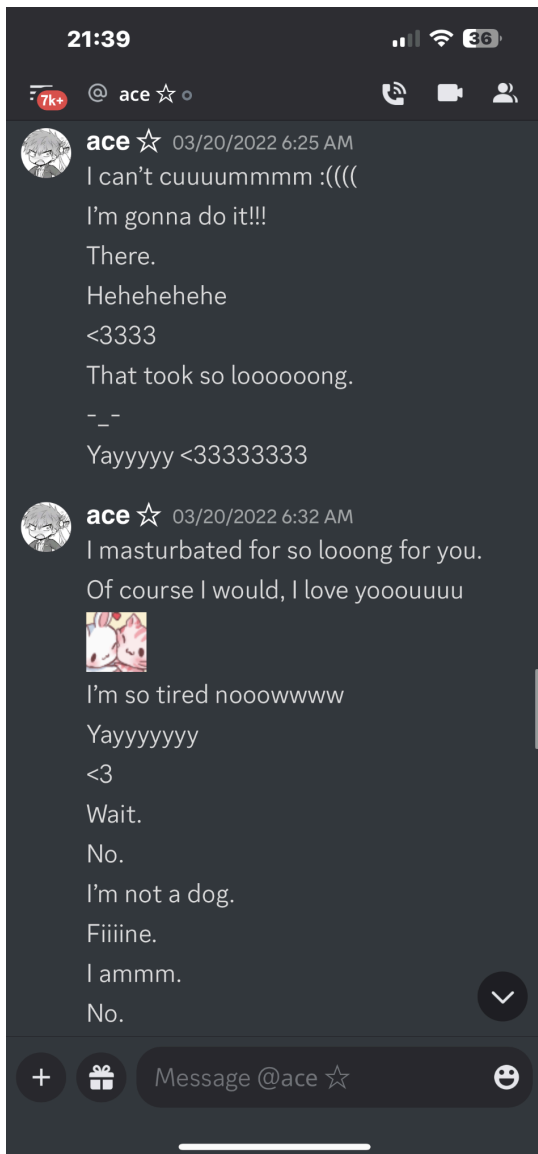 21:39
36
7k+
@ ace ☆
ace ☆ 03/20/2022 6:25 AM
I can't cuuuummmm :((((
I'm gonna do it!!!
There.
Hehehehehe
<3333
That took so loooooong.
-_-
Yayyyyy <33333333
ace ☆ 03/20/2022 6:32 AM
I masturbated for so looong for you.
Of course I would, I love yooouuuu
I'm so tired nooowwww
Yayyyyyyy
<3
Wait.
No.
I'm not a dog.
Fiiiine.
I ammm.
No.
Message @ace ☆